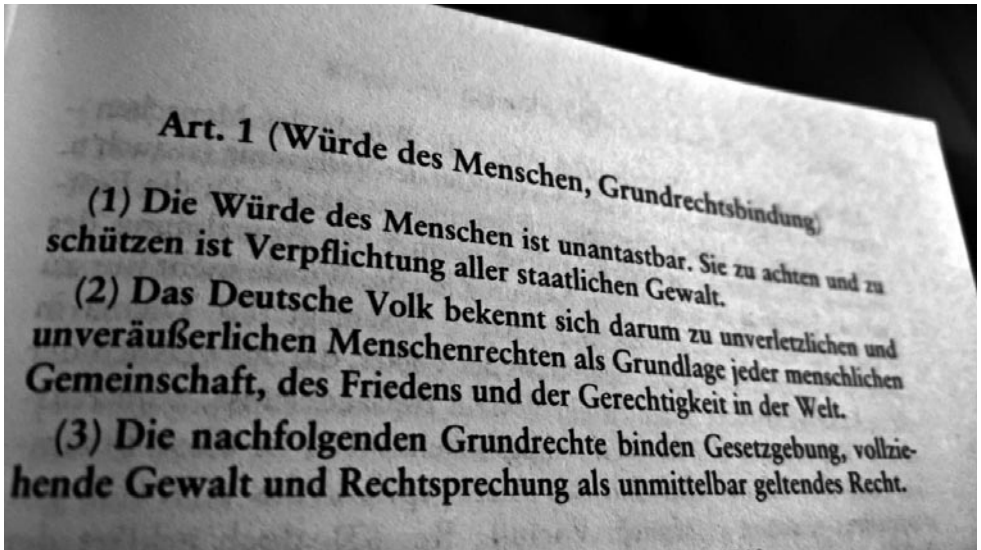 Art. 1 (Würde des Menschen, Grundrechtsbindung)
(1) Die Würde des Menschen ist unantastbar. Sie zu achten und zu
schützen ist Verpflichtung aller staatlichen Gewalt.
(2) Das Deutsche Volk bekennt sich darum zu unverletzlichen und
unveräußerlichen Menschenrechten als Grundlage jeder menschlichen
Gemeinschaft, des Friedens und der Gerechtigkeit in der Welt.
(3) Die nachfolgenden Grundrechte binden Gesetzgebung, vollzie-
hende Gewalt und Rechtsprechung als unmittelbar geltendes Recht.